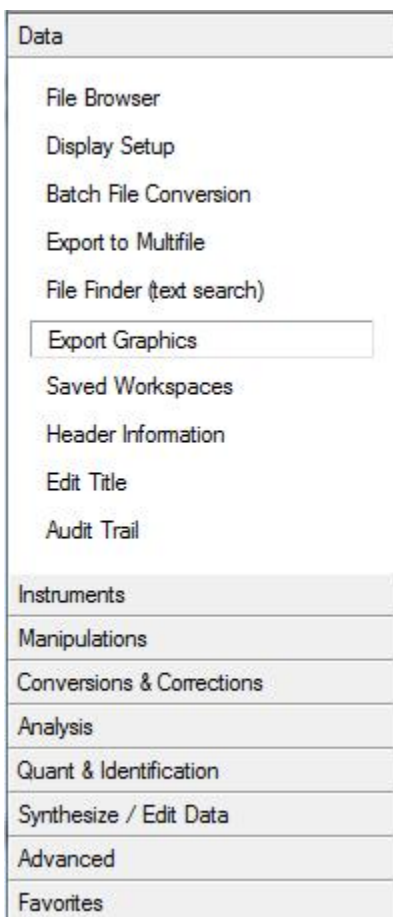 Data
File Browser
Display Setup
Batch File Conversion
Export to Multifile
File Finder (text search)
Export Graphics
Saved Workspaces
Header Information
Edit Title
Audit Trail
Instruments
Manipulations
Conversions & Corrections
Analysis
Quant & Identification
Synthesize / Edit Data
Advanced
Favorites